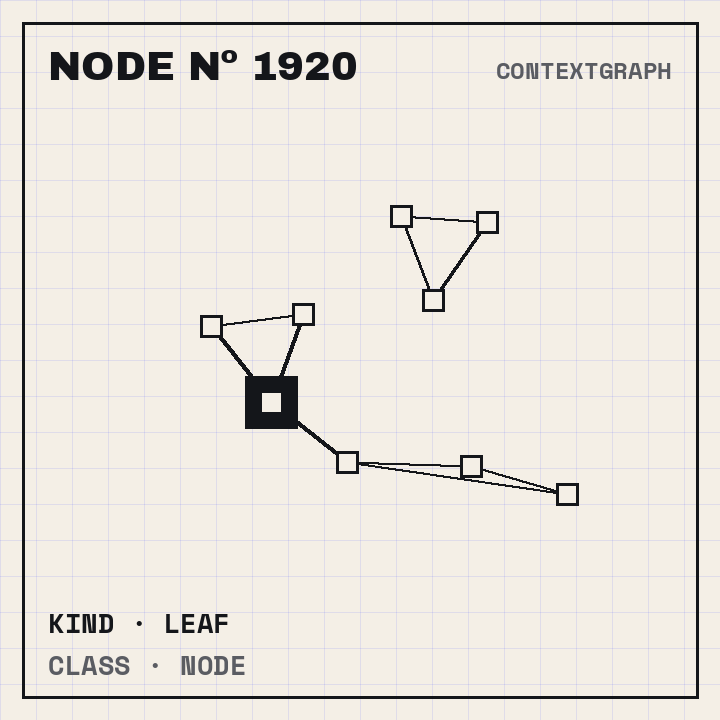 NODE Nº 1920
CONTEXTGRAPH
KIND · LEAF
CLASS · NODE